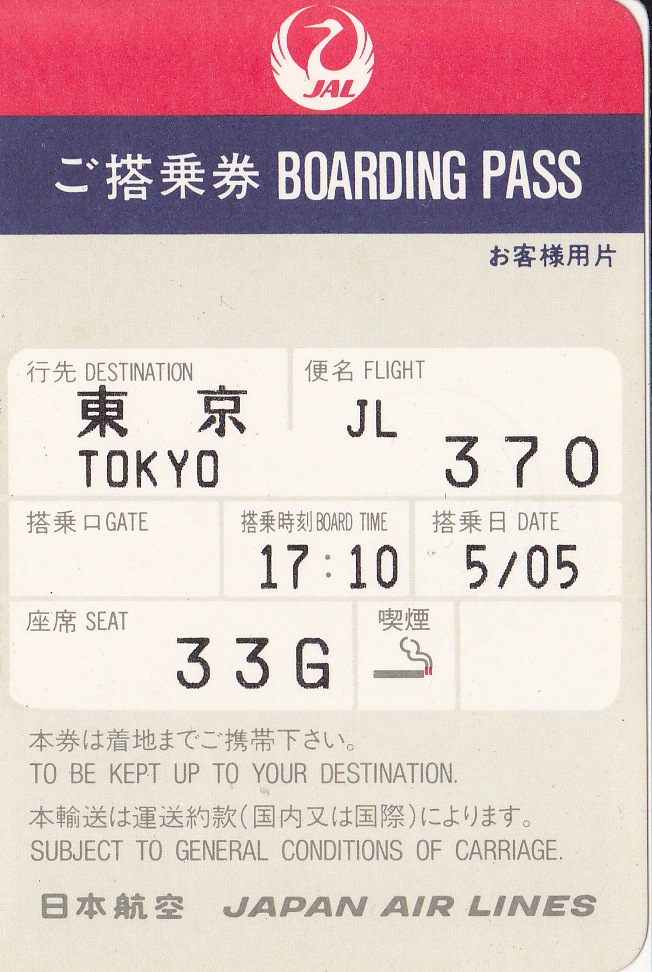 JAL
ご搭乗券 BOARDING PASS
お客様用片
行先 DESTINATION
東 京
TOKYO
便名 FLIGHT
JL 370
搭乗口 GATE
搭乗時刻 BOARD TIME
17:10
搭乗日 DATE
5/05
座席 SEAT
33G
喫煙
本券は着地までご携帯下さい。
TO BE KEPT UP TO YOUR DESTINATION.
本輸送は運送約款(国内又は国際)によります。
SUBJECT TO GENERAL CONDITIONS OF CARRIAGE.
日本航空 JAPAN AIR LINES